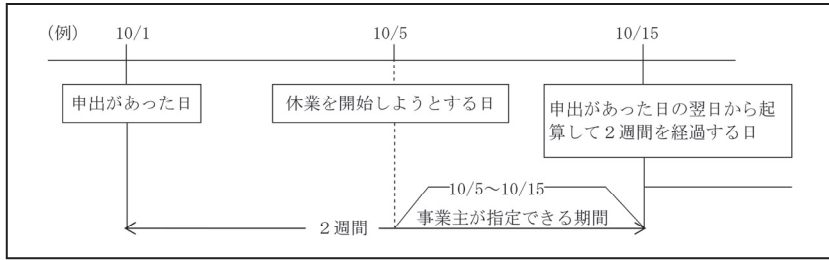 (例) 10/1 10/5 10/15
申出があった日
休業を開始しようとする日
申出があった日の翌日から起
算して２週間を経過する日
10/5～10/15
２週間
事業主が指定できる期間